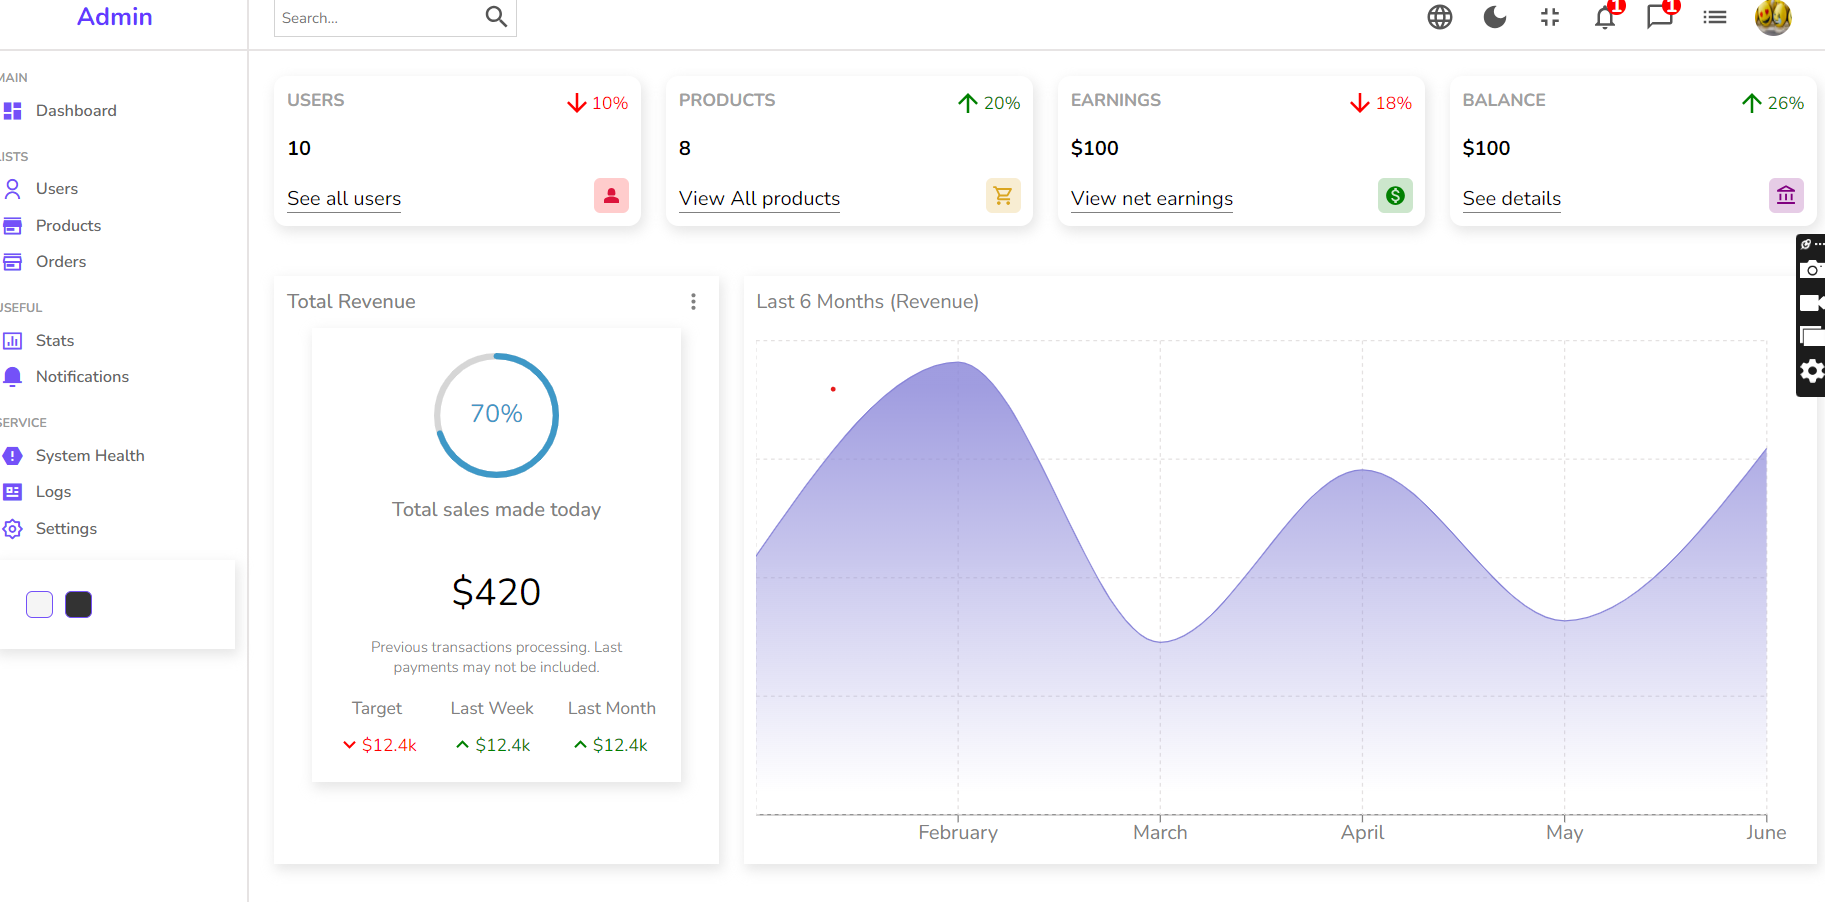 Admin
Search...
1
1
MAIN
Dashboard
LISTS
Users
Products
Orders
USEFUL
Stats
Notifications
SERVICE
System Health
Logs
Settings
USERS
10%
10
See all users
PRODUCTS
20%
8
View All products
EARNINGS
18%
$100
View net earnings
BALANCE
26%
$100
See details
Total Revenue
70%
Total sales made today
$420
Previous transactions processing. Last
payments may not be included.
Target
Last Week
Last Month
$12.4k
$12.4k
$12.4k
Last 6 Months (Revenue)
February
March
April
May
June